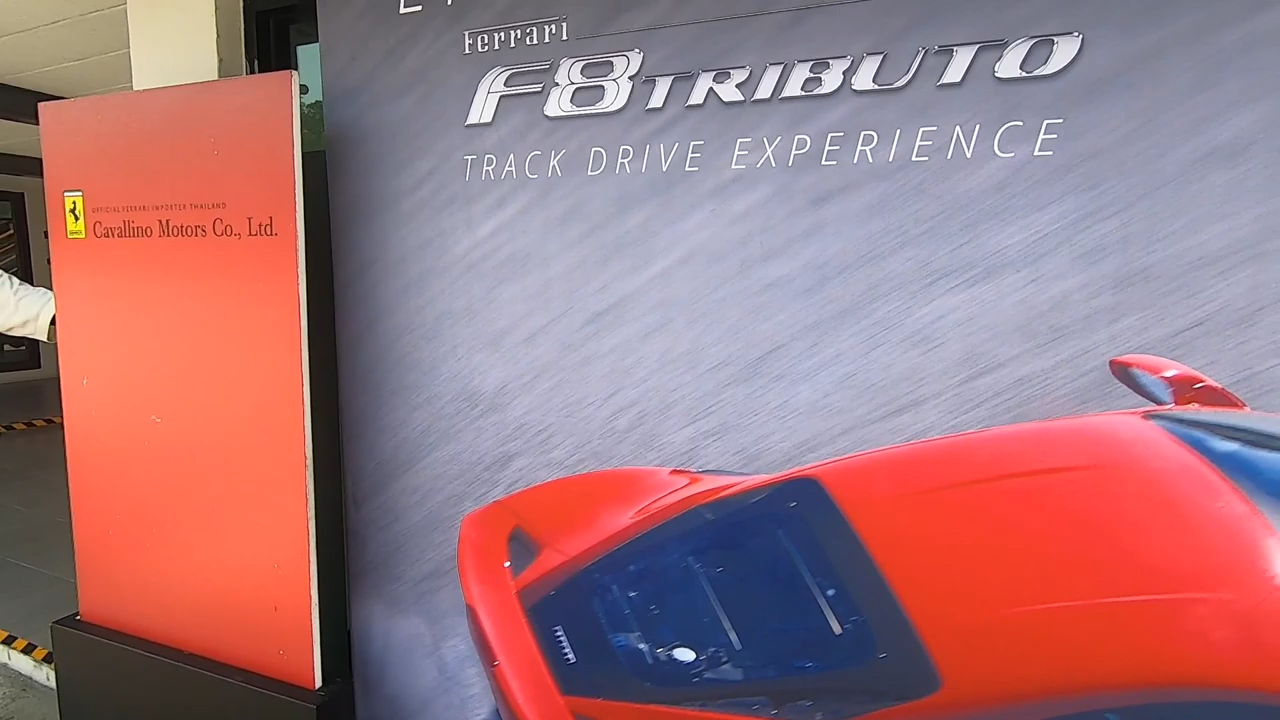 Ferrari
F8TRIBUTO
TRACK DRIVE EXPERIENCE
OFFICIAL FERRARI IMPORTER THAILAND
Cavallino Motors Co., Ltd.